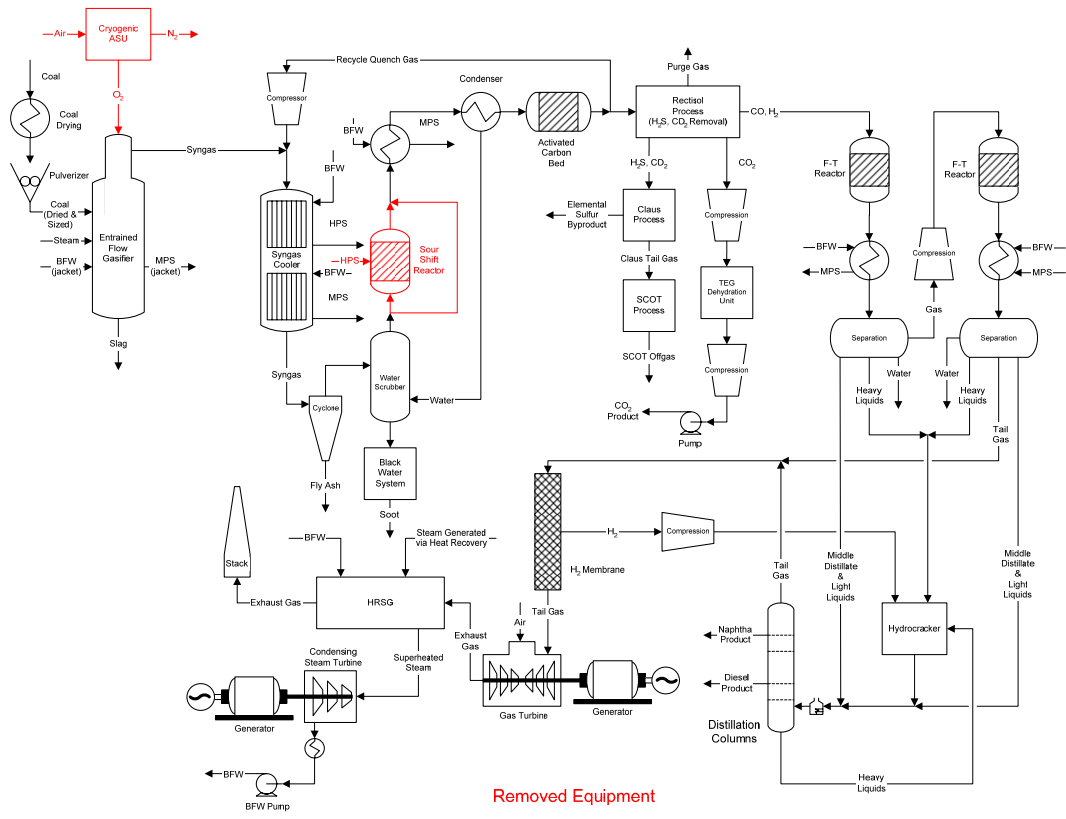 Cryogenic
ASU
Air
N2
O2
Coal
Coal
Drying
Pulverizer
Coal
(Dried &
Sized)
Steam
BFW
(jacket)
Entrained
Flow
Gasifier
MPS
(jacket)
Slag
Syngas
Recycle Quench Gas
Compressor
BFW
HPS
Syngas
Cooler
BFW
MPS
Syngas
Cyclone
Fly Ash
HPS
Sour
Shift
Reactor
Water
Scrubber
Water
Black
Water
System
Soot
BFW
MPS
Condenser
Activated
Carbon
Bed
Purge Gas
Rectisol
Process
(H2S, CO2 Removal)
CO, H2
H2S, CO2
CO2
Elemental
Sulfur
Byproduct
Claus
Process
Claus Tail Gas
SCOT
Process
SCOT Offgas
Compression
TEG
Dehydration
Unit
Compression
CO2
Product
Pump
F-T
Reactor
BFW
MPS
Compression
Gas
F-T
Reactor
BFW
MPS
Separation
Separation
Heavy
Liquids
Water
Water
Heavy
Liquids
Tail
Gas
H2
Compression
H2 Membrane
Tail Gas
Tail
Gas
Middle
Distillate
&
Light
Liquids
Middle
Distillate
&
Light
Liquids
Hydrocracker
Naphtha
Product
Diesel
Product
Distillation
Columns
Heavy
Liquids
Stack
BFW
Steam Generated
via Heat Recovery
Exhaust Gas
HRSG
Exhaust
Gas
Air
Superheated
Steam
Condensing
Steam Turbine
Generator
Gas Turbine
Generator
BFW
BFW Pump
Removed Equipment